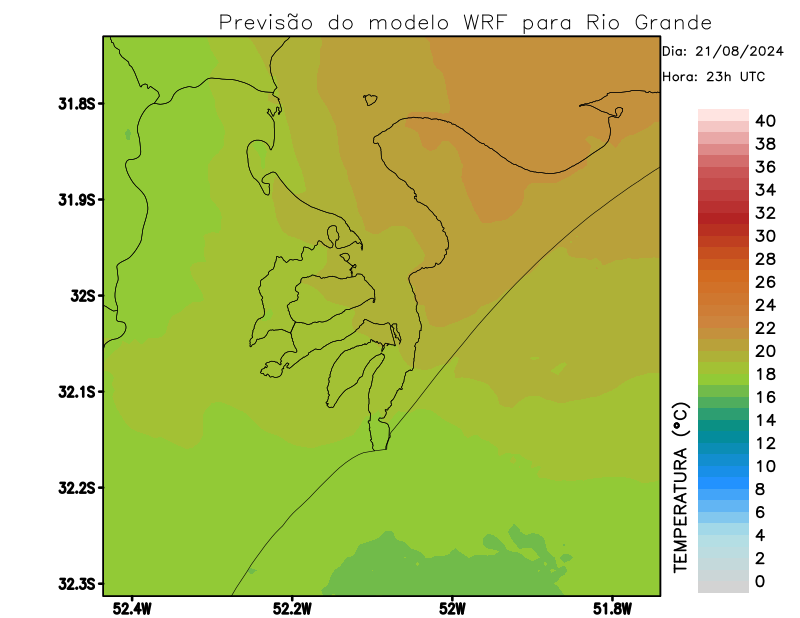 Previsão do modelo WRF para Rio Grande
Dia: 21/08/2024
Hora: 23h UTC
31.8S
31.9S
32S
32.1S
32.2S
32.3S
52.4W
52.2W
52W
51.8W
TEMPERATURA (°C)
40
38
36
34
32
30
28
26
24
22
20
18
16
14
12
10
8
6
4
2
0